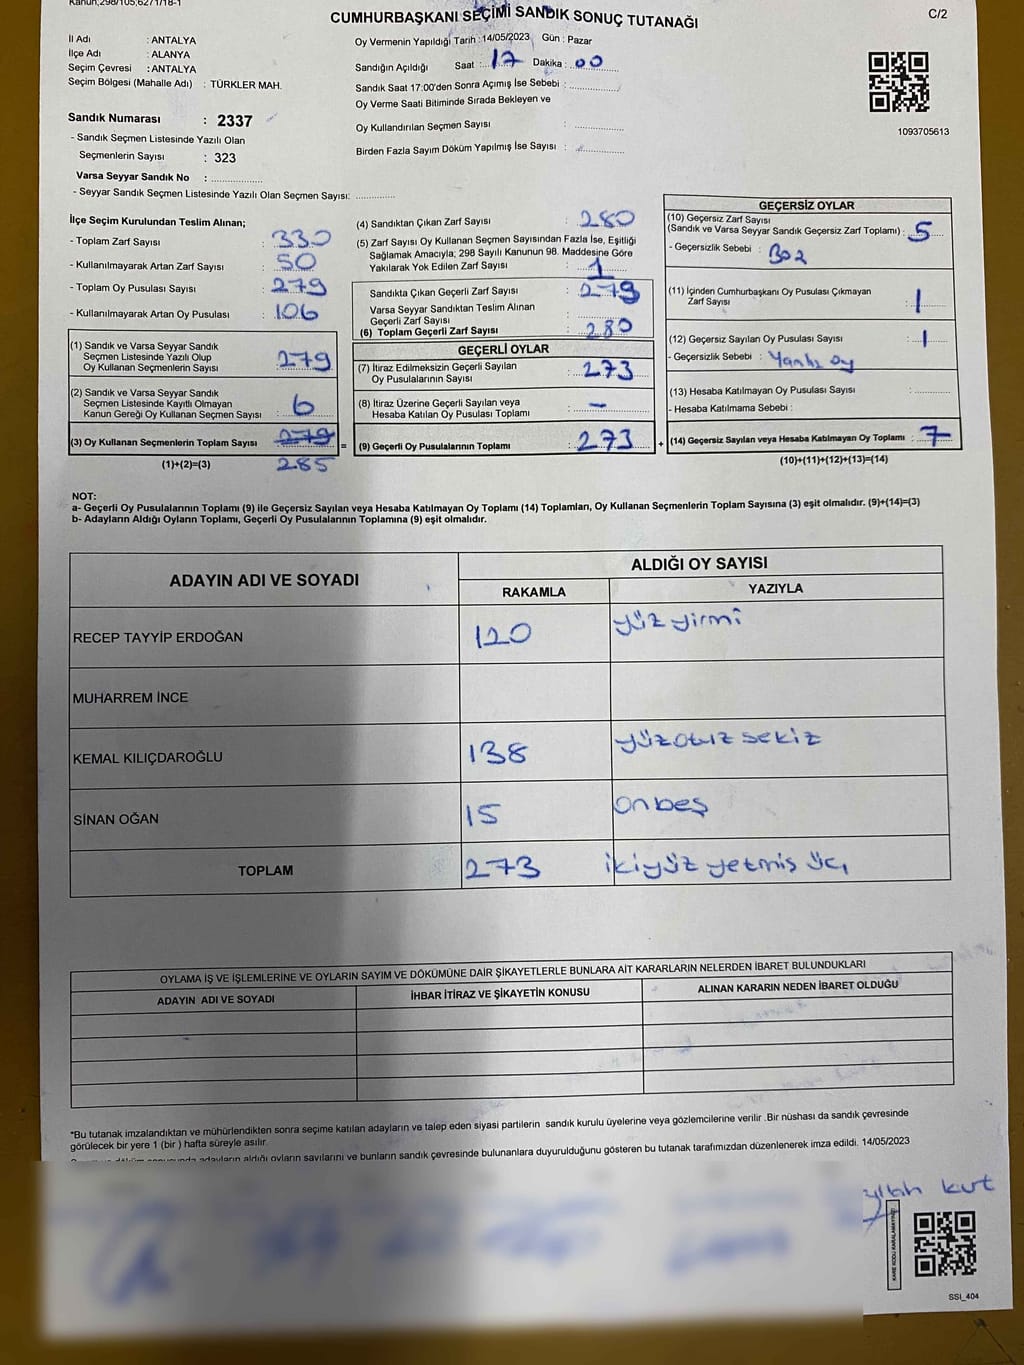 Kanun;298/105;6271/18-1
CUMHURBAŞKANI SEÇİMİ SANDIK SONUÇ TUTANAĞI
C/2
İl Adı : ANTALYA
İlçe Adı : ALANYA
Seçim Çevresi : ANTALYA
Seçim Bölgesi (Mahalle Adı) : TÜRKLER MAH.
Sandık Numarası : 2337
- Sandık Seçmen Listesinde Yazılı Olan
Seçmenlerin Sayısı : 323
Varsa Seyyar Sandık No :
- Seyyar Sandık Seçmen Listesinde Yazılı Olan Seçmen Sayısı:
Oy Vermenin Yapıldığı Tarih :14/05/2023 Gün : Pazar
Sandığın Açıldığı Saat : 17 Dakika : 00
Sandık Saat 17:00'den Sonra Açımış İse Sebebi :
Oy Verme Saati Bitiminde Sırada Bekleyen ve
Oy Kullandırılan Seçmen Sayısı :
Birden Fazla Sayım Döküm Yapılmış İse Sayısı :
1093705613
İlçe Seçim Kurulundan Teslim Alınan;
- Toplam Zarf Sayısı : 330
- Kullanılmayarak Artan Zarf Sayısı : 50
- Toplam Oy Pusulası Sayısı : 279
- Kullanılmayarak Artan Oy Pusulası : 106
(1) Sandık ve Varsa Seyyar Sandık
Seçmen Listesinde Yazılı Olup
Oy Kullanan Seçmenlerin Sayısı : 279
(2) Sandık ve Varsa Seyyar Sandık
Seçmen Listesinde Kayıtlı Olmayan
Kanun Gereği Oy Kullanan Seçmen Sayısı : 6
(3) Oy Kullanan Seçmenlerin Toplam Sayısı : 279 =
(1)+(2)=(3) 285
(4) Sandıktan Çıkan Zarf Sayısı : 280
(5) Zarf Sayısı Oy Kullanan Seçmen Sayısından Fazla İse, Eşitliği
Sağlamak Amacıyla; 298 Sayılı Kanunun 98. Maddesine Göre
Yakılarak Yok Edilen Zarf Sayısı : 1
Sandıkta Çıkan Geçerli Zarf Sayısı : 279
Varsa Seyyar Sandıktan Teslim Alınan
Geçerli Zarf Sayısı :
(6) Toplam Geçerli Zarf Sayısı : 280
GEÇERLİ OYLAR
(7) İtiraz Edilmeksizin Geçerli Sayılan
Oy Pusulalarının Sayısı : 273
(8) İtiraz Üzerine Geçerli Sayılan veya
Hesaba Katılan Oy Pusulası Toplamı : -
(9) Geçerli Oy Pusulalarının Toplamı : 273 +
GEÇERSİZ OYLAR
(10) Geçersiz Zarf Sayısı
(Sandık ve Varsa Seyyar Sandık Geçersiz Zarf Toplamı) : 5
- Geçersizlik Sebebi : Boz
(11) İçinden Cumhurbaşkanı Oy Pusulası Çıkmayan
Zarf Sayısı : 1
(12) Geçersiz Sayılan Oy Pusulası Sayısı : 1
- Geçersizlik Sebebi : Yanlış oy
(13) Hesaba Katılmayan Oy Pusulası Sayısı :
- Hesaba Katılmama Sebebi :
(14) Geçersiz Sayılan veya Hesaba Katılmayan Oy Toplamı : 7
(10)+(11)+(12)+(13)=(14)
NOT:
a- Geçerli Oy Pusulalarının Toplamı (9) ile Geçersiz Sayılan veya Hesaba Katılmayan Oy Toplamı (14) Toplamları, Oy Kullanan Seçmenlerin Toplam Sayısına (3) eşit olmalıdır. (9)+(14)=(3)
b- Adayların Aldığı Oyların Toplamı, Geçerli Oy Pusulalarının Toplamına (9) eşit olmalıdır.
ADAYIN ADI VE SOYADI ALDIĞI OY SAYISI
RAKAMLA YAZIYLA
RECEP TAYYİP ERDOĞAN 120 yüz yirmi
MUHARREM İNCE
KEMAL KILIÇDAROĞLU 138 yüz otuz sekiz
SİNAN OĞAN 15 onbeş
TOPLAM 273 ikiyüz yetmiş üç
OYLAMA İŞ VE İŞLEMLERİNE VE OYLARIN SAYIM VE DÖKÜMÜNE DAİR ŞİKAYETLERLE BUNLARA AİT KARARLARIN NELERDEN İBARET BULUNDUKLARI
ADAYIN ADI VE SOYADI İHBAR İTİRAZ VE ŞİKAYETİN KONUSU ALINAN KARARIN NEDEN İBARET OLDUĞU
*Bu tutanak imzalandıktan ve mühürlendikten sonra seçime katılan adayların ve talep eden siyasi partilerin sandık kurulu üyelerine veya gözlemcilerine verilir .Bir nüshası da sandık çevresinde
görülecek bir yere 1 (bir ) hafta süreyle asılır.
adayların aldığı oyların sayılarını ve bunların sandık çevresinde bulunanlara duyurulduğunu gösteren bu tutanak tarafımızdan düzenlenerek imza edildi. 14/05/2023
kut
KARE KODU KARALAMAYINIZ
SSI_404